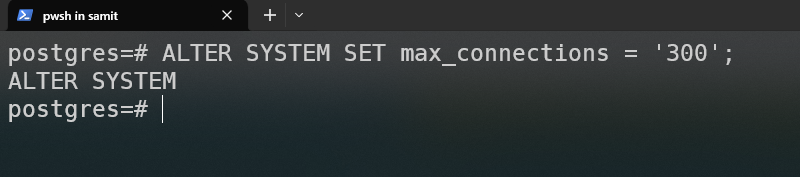 pwsh in samit
postgres=# ALTER SYSTEM SET max_connections = '300';
ALTER SYSTEM
postgres=#